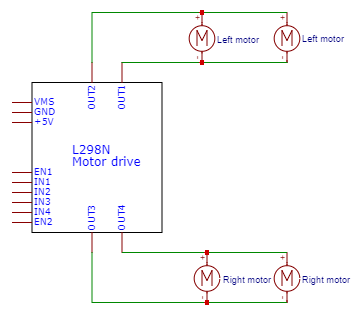 + +
M Left motor M Left motor
- -
OUT2 OUT1
VMS
GND
+5V
L298N
Motor drive
EN1
IN1
IN2
IN3
IN4
EN2
OUT3 OUT4
+ +
M Right motor M Right motor
- -